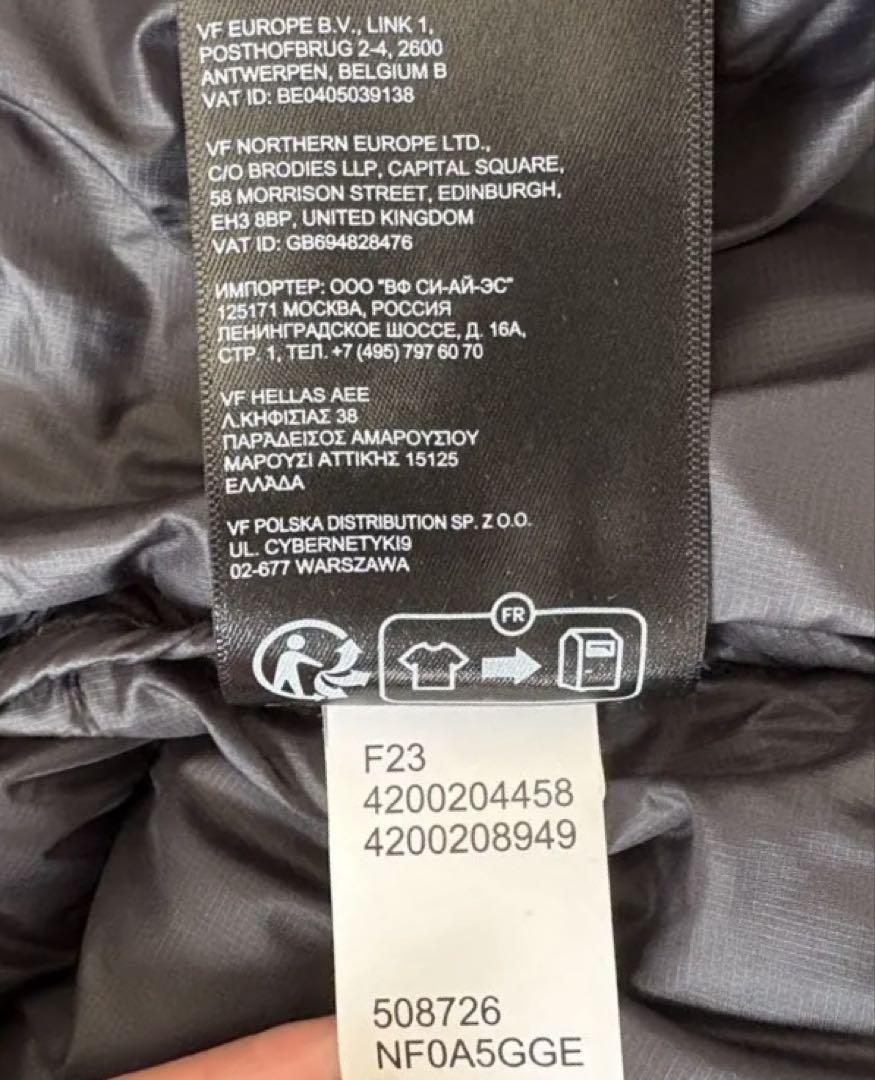 VF EUROPE B.V., LINK 1,
POSTHOFBRUG 2-4, 2600
ANTWERPEN, BELGIUM B
VAT ID: BE0405039138
VF NORTHERN EUROPE LTD.,
C/O BRODIES LLP, CAPITAL SQUARE,
58 MORRISON STREET, EDINBURGH,
EH3 8BP, UNITED KINGDOM
VAT ID: GB694828476
ИМПОРТЕР: ООО "ВФ СИ-АЙ-ЭС"
125171 МОСКВА, РОССИЯ
ЛЕНИНГРАДСКОЕ ШОССЕ, Д. 16А,
СТР. 1, ТЕЛ. +7 (495) 797 60 70
VF HELLAS AEE
Λ.ΚΗΦΙΣΙΑΣ 38
ΠΑΡΑΔΕΙΣΟΣ ΑΜΑΡΟΥΣΙΟΥ
ΜΑΡΟΥΣΙ ΑΤΤΙΚΗΣ 15125
ΕΛΛΑΔΑ
VF POLSKA DISTRIBUTION SP. Z O.O.
UL. CYBERNETYKI9
02-677 WARSZAWA
FR
F23
4200204458
4200208949
508726
NF0A5GGE